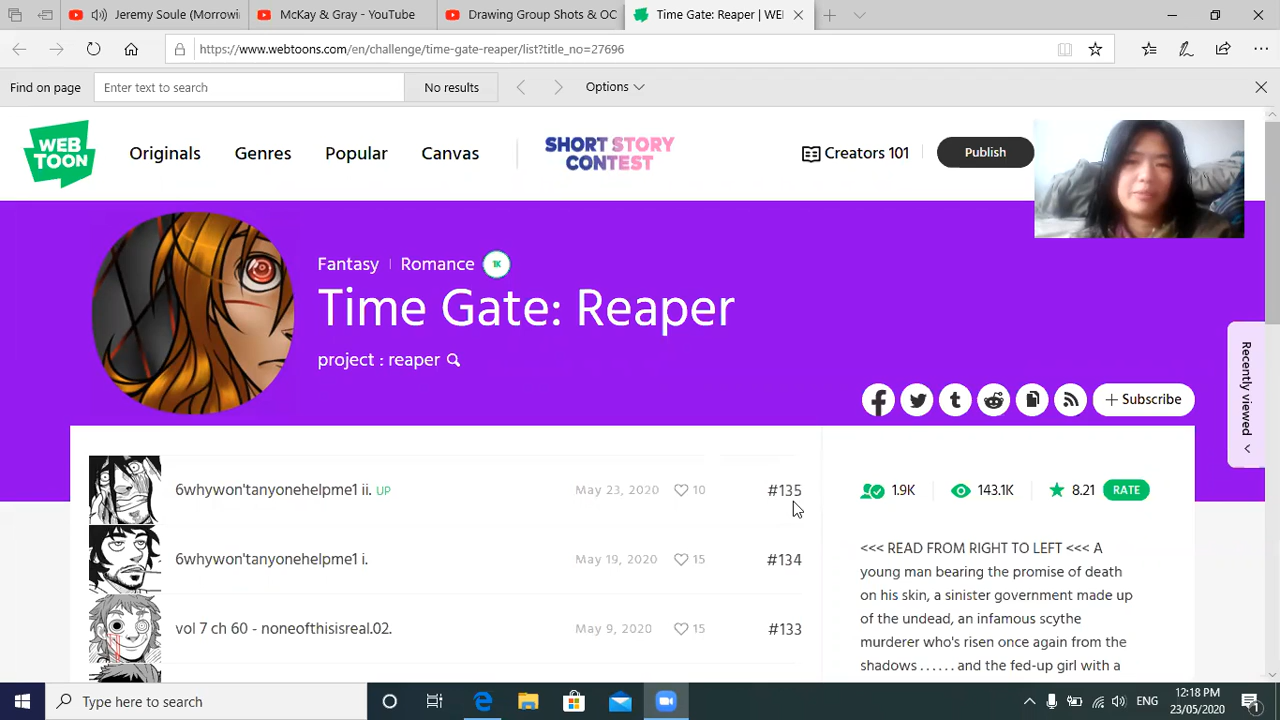 Jeremy Soule (Morrowi
McKay & Gray - YouTube
Drawing Group Shots & OC
Time Gate: Reaper | WE
https://www.webtoons.com/en/challenge/time-gate-reaper/list?title_no=27696
Find on page
Enter text to search
No results
Options
WEB
TOON
Originals
Genres
Popular
Canvas
SHORT STORY
CONTEST
Creators 101
Publish
Fantasy
Romance
1K
Time Gate: Reaper
project : reaper
Subscribe
Recently viewed
6whywon'tanyonehelpme1 ii. UP
May 23, 2020
10
#135
6whywon'tanyonehelpme1 i.
May 19, 2020
15
#134
vol 7 ch 60 - noneofthisisreal.02.
May 9, 2020
15
#133
1.9K
143.1K
8.21
RATE
<<< READ FROM RIGHT TO LEFT <<< A
young man bearing the promise of death
on his skin, a sinister government made up
of the undead, an infamous scythe
murderer who's risen once again from the
shadows . . . . . . and the fed-up girl with a
Type here to search
ENG
12:18 PM
23/05/2020
1